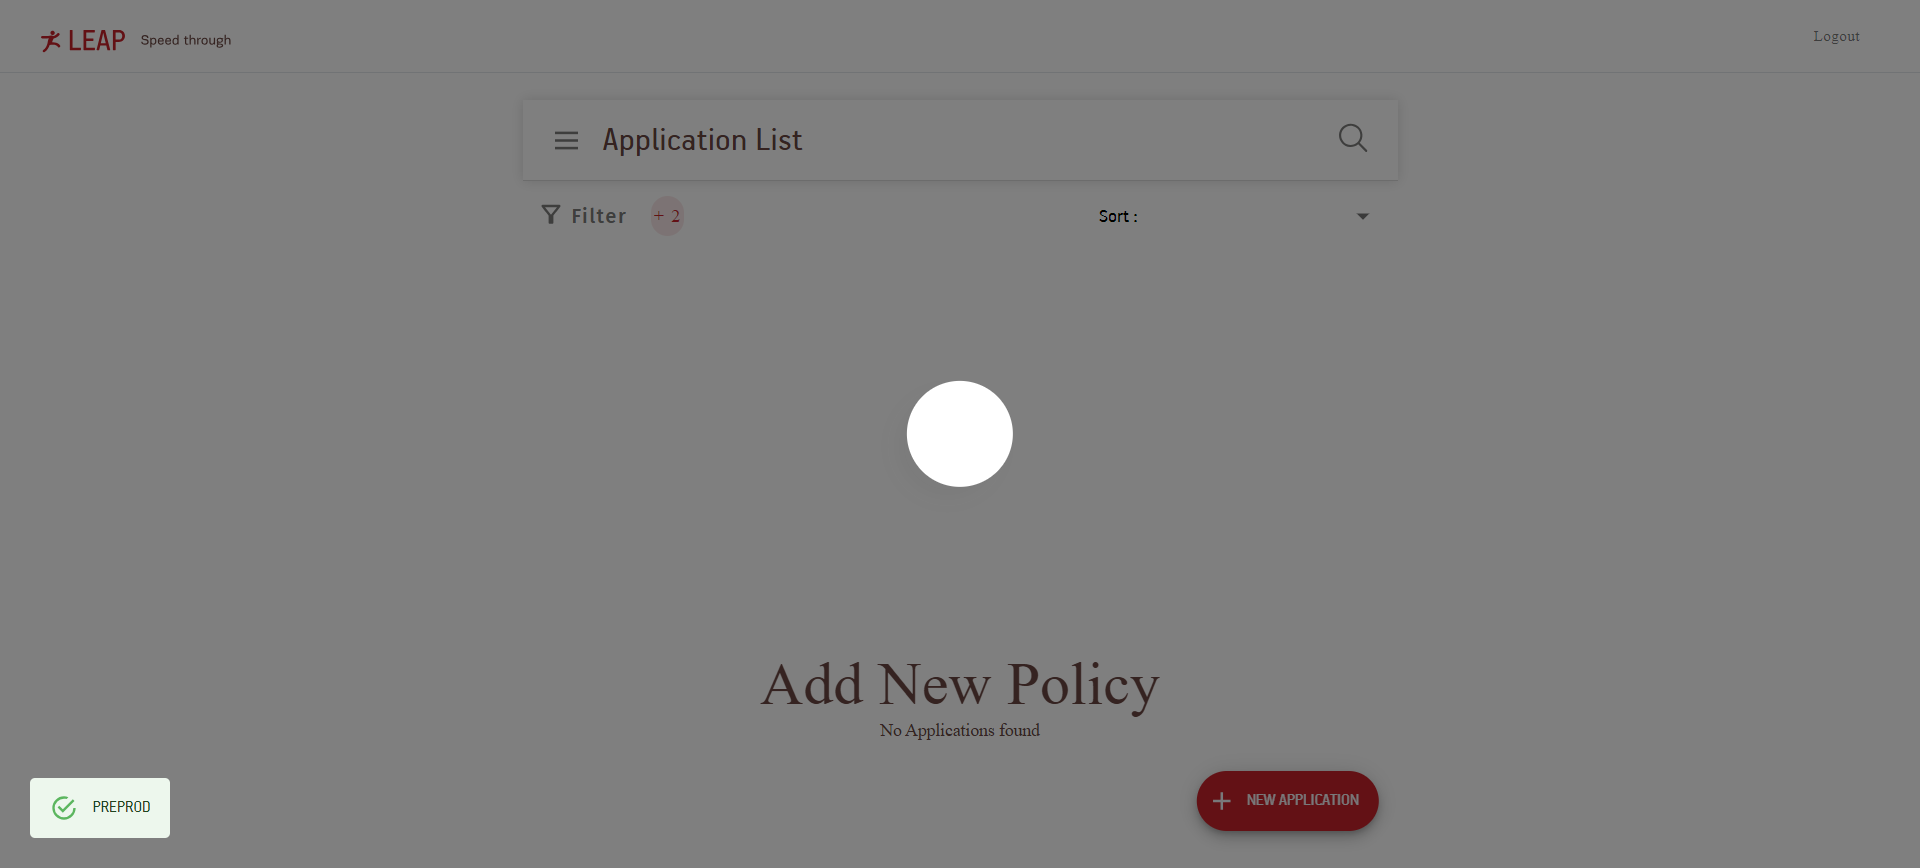 LEAP Speed through
Logout
Application List
Filter + 2
Sort :
Add New Policy
No Applications found
PREPROD
NEW APPLICATION